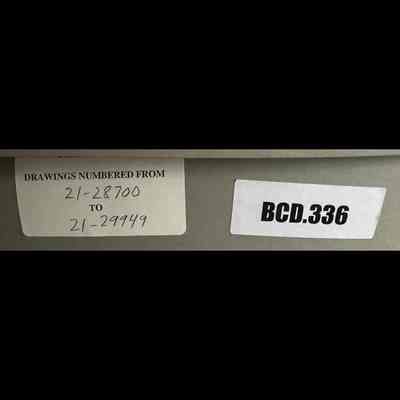 DRAWINGS NUMBERED FROM
21-28700
TO
21-29949
BCD.336